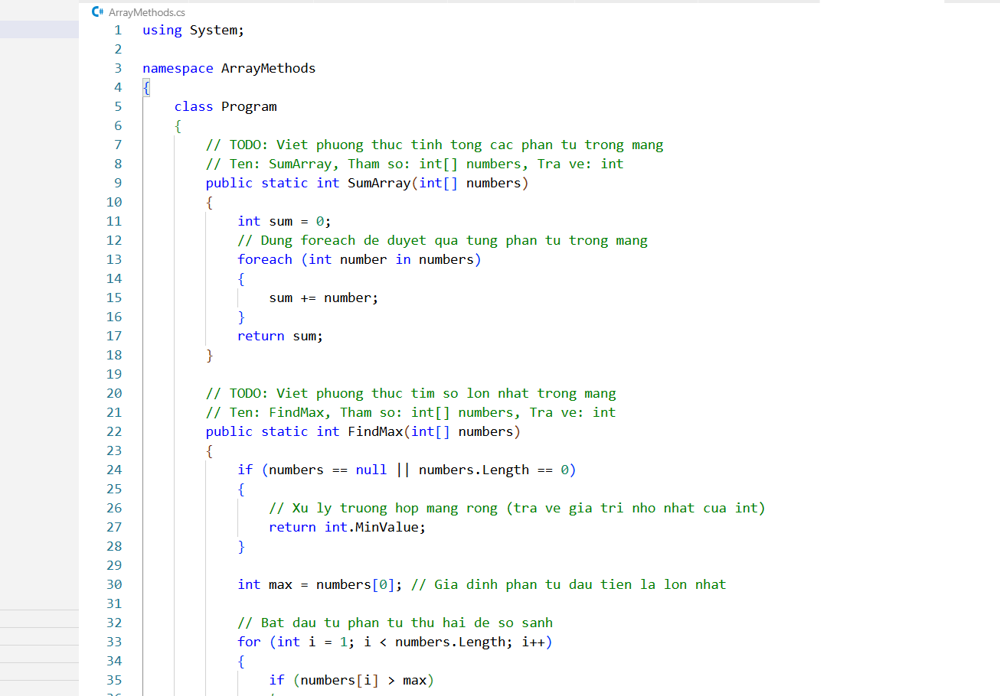 C# ArrayMethods.cs
1 using System;
2
3 namespace ArrayMethods
4 {
5 class Program
6 {
7 // TODO: Viet phuong thuc tinh tong cac phan tu trong mang
8 // Ten: SumArray, Tham so: int[] numbers, Tra ve: int
9 public static int SumArray(int[] numbers)
10 {
11 int sum = 0;
12 // Dung foreach de duyet qua tung phan tu trong mang
13 foreach (int number in numbers)
14 {
15 sum += number;
16 }
17 return sum;
18 }
19
20 // TODO: Viet phuong thuc tim so lon nhat trong mang
21 // Ten: FindMax, Tham so: int[] numbers, Tra ve: int
22 public static int FindMax(int[] numbers)
23 {
24 if (numbers == null || numbers.Length == 0)
25 {
26 // Xu ly truong hop mang rong (tra ve gia tri nho nhat cua int)
27 return int.MinValue;
28 }
29
30 int max = numbers[0]; // Gia dinh phan tu dau tien la lon nhat
31
32 // Bat dau tu phan tu thu hai de so sanh
33 for (int i = 1; i < numbers.Length; i++)
34 {
35 if (numbers[i] > max)